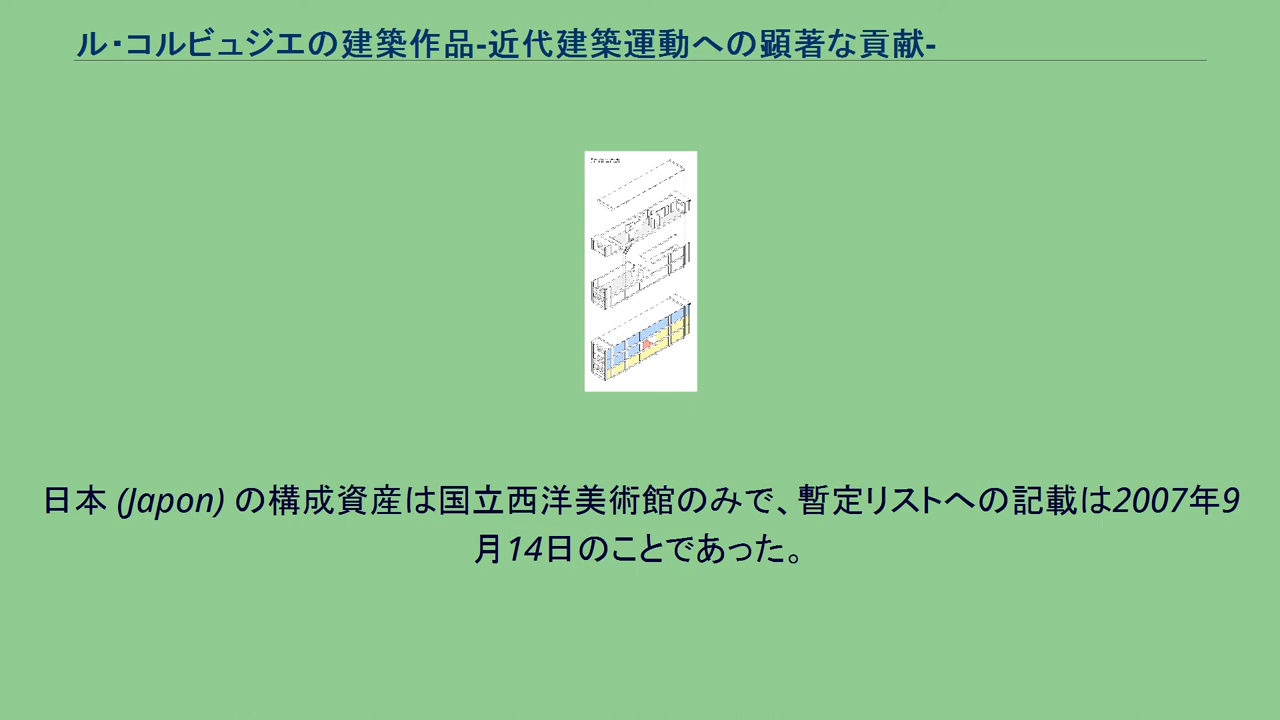 ル・コルビュジエの建築作品-近代建築運動への顕著な貢献-
日本 (Japon) の構成資産は国立西洋美術館のみで、暫定リストへの記載は2007年9
月14日のことであった。